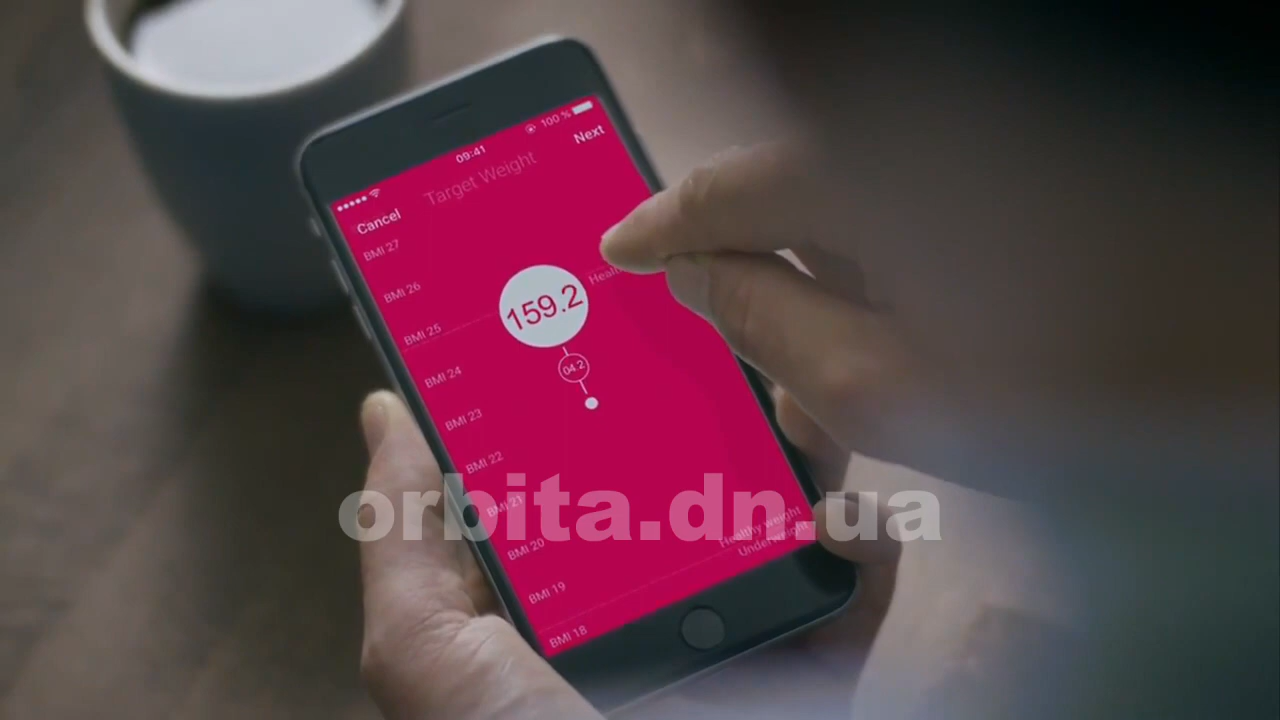 100 %
09:41
Next
Target Weight
Cancel
BMI 27
BMI 26
159.2
BMI 25
04.2
BMI 24
BMI 23
BMI 22
BMI 21
orbita.dn.ua
BMI 20
Healthy weight
Underweight
BMI 19
BMI 18